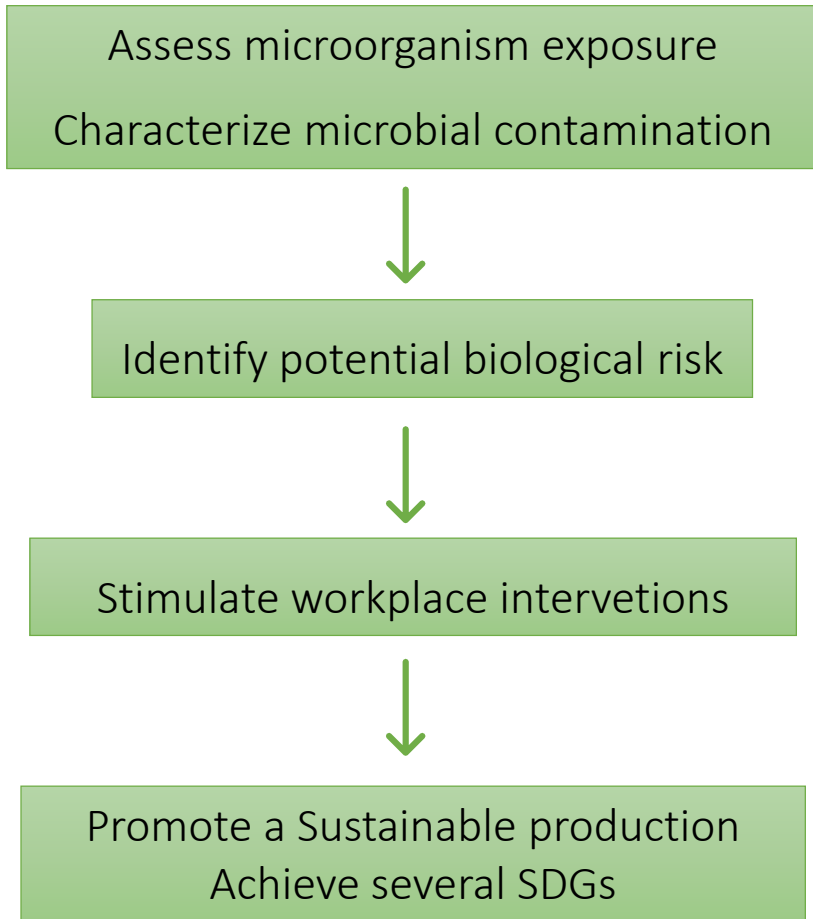 Assess microorganism exposure
Characterize microbial contamination
Identify potential biological risk
Stimulate workplace intervetions
Promote a Sustainable production
Achieve several SDGs